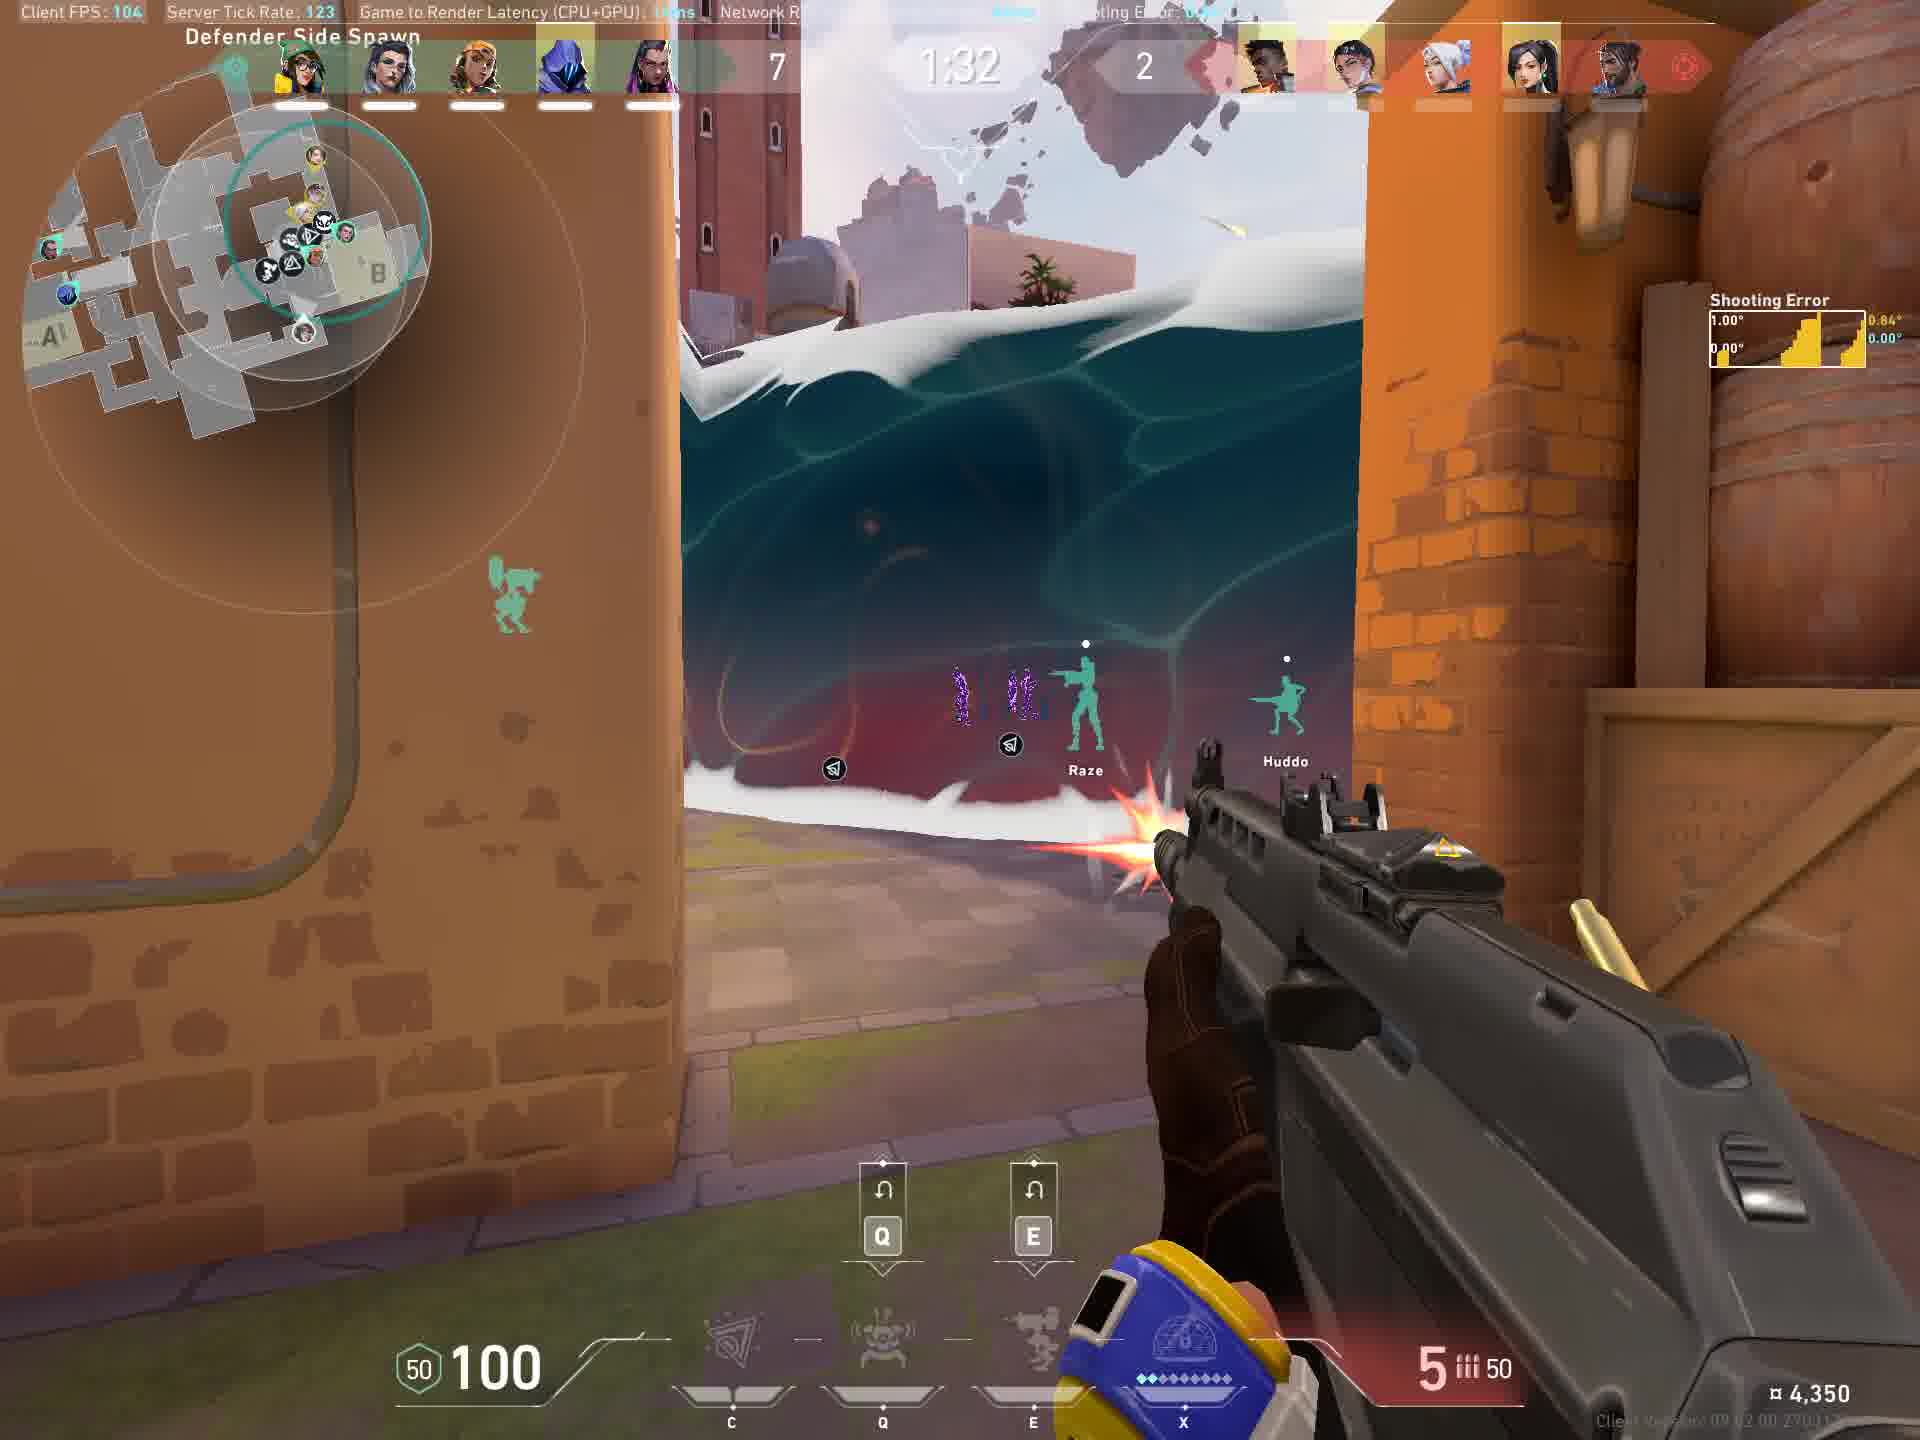 Client FPS: 104 Server Tick Rate: 123 Game to Render Latency (CPU+GPU): Network R
Defender Side Spawn
7
1:32
2
B
A
Shooting Error
1.00°
0.84°
0.00°
0.00°
Raze
Huddo
Q
E
50
100
5
50
¤ 4,350
C
Q
E
X